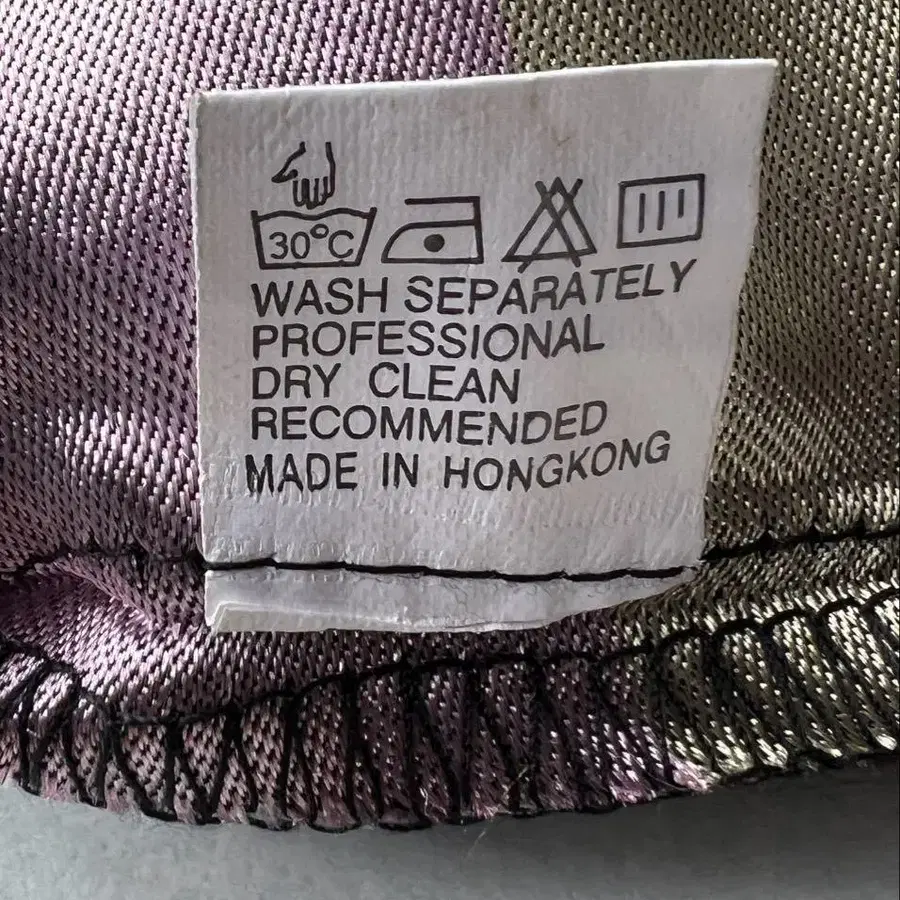 30°C
WASH SEPARATELY
PROFESSIONAL
DRY CLEAN
RECOMMENDED
MADE IN HONGKONG